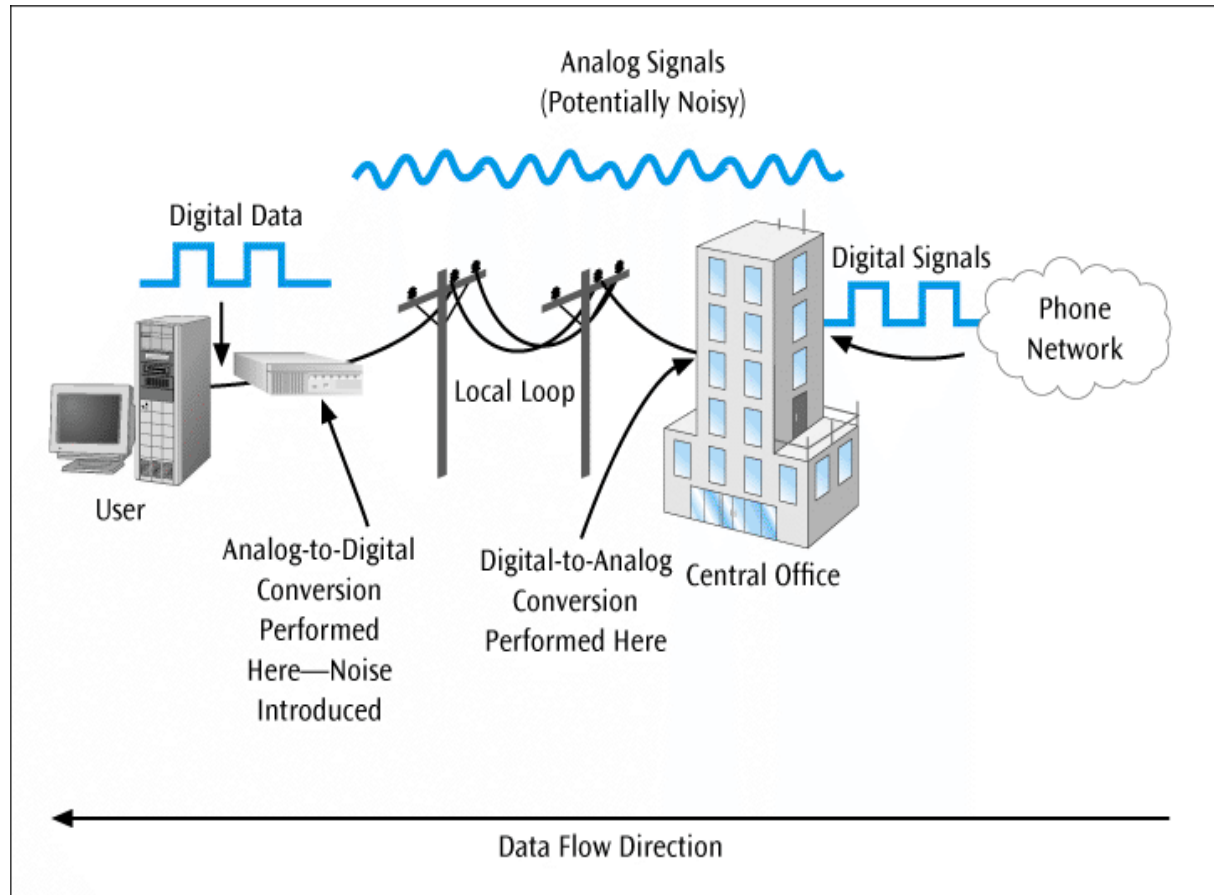 Analog Signals
(Potentially Noisy)
Digital Data
Digital Signals
Phone
Network
Local Loop
User
Analog-to-Digital
Conversion
Performed
Here—Noise
Introduced
Digital-to-Analog
Conversion
Performed Here
Central Office
Data Flow Direction